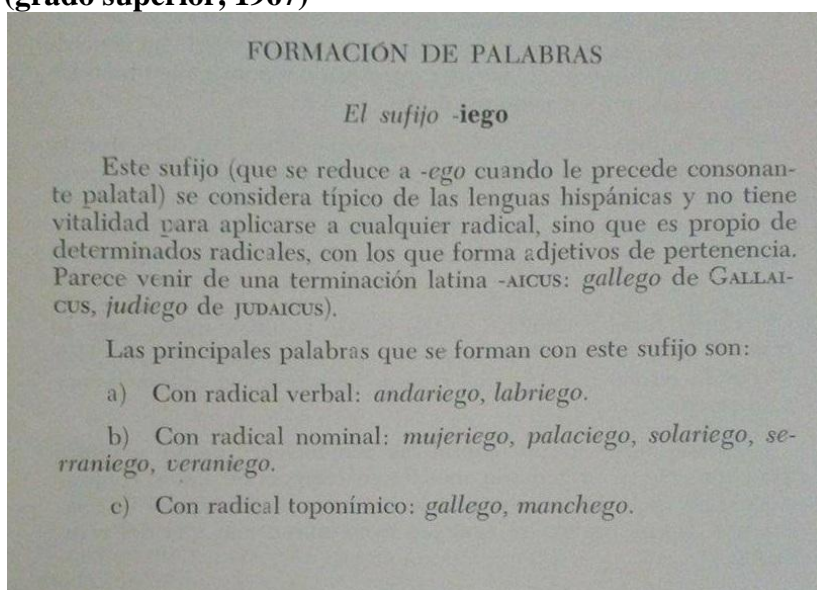 (grado superior, 1967)
FORMACIÓN DE PALABRAS
El sufijo -iego
Este sufijo (que se reduce a -ego cuando le precede consonan-
te palatal) se considera típico de las lenguas hispánicas y no tiene
vitalidad para aplicarse a cualquier radical, sino que es propio de
determinados radicales, con los que forma adjetivos de pertenencia.
Parece venir de una terminación latina -AICUS: gallego de GALLAI-
CUS, judiego de JUDAICUS).
Las principales palabras que se forman con este sufijo son:
a) Con radical verbal: andariego, labriego.
b) Con radical nominal: mujeriego, palaciego, solariego, se-
rraniego, veraniego.
c) Con radical toponímico: gallego, manchego.